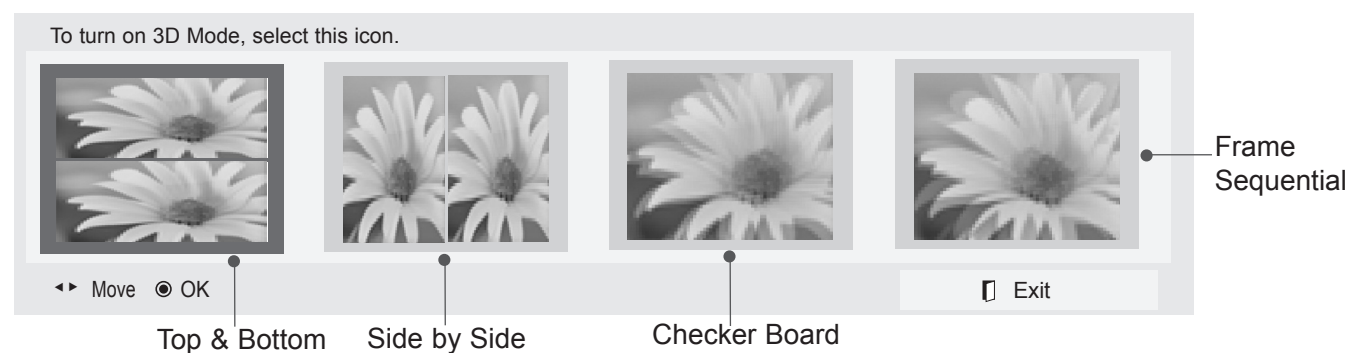 To turn on 3D Mode, select this icon.
Frame
Sequential
◄► Move ◉ OK
Exit
Top & Bottom
Side by Side
Checker Board